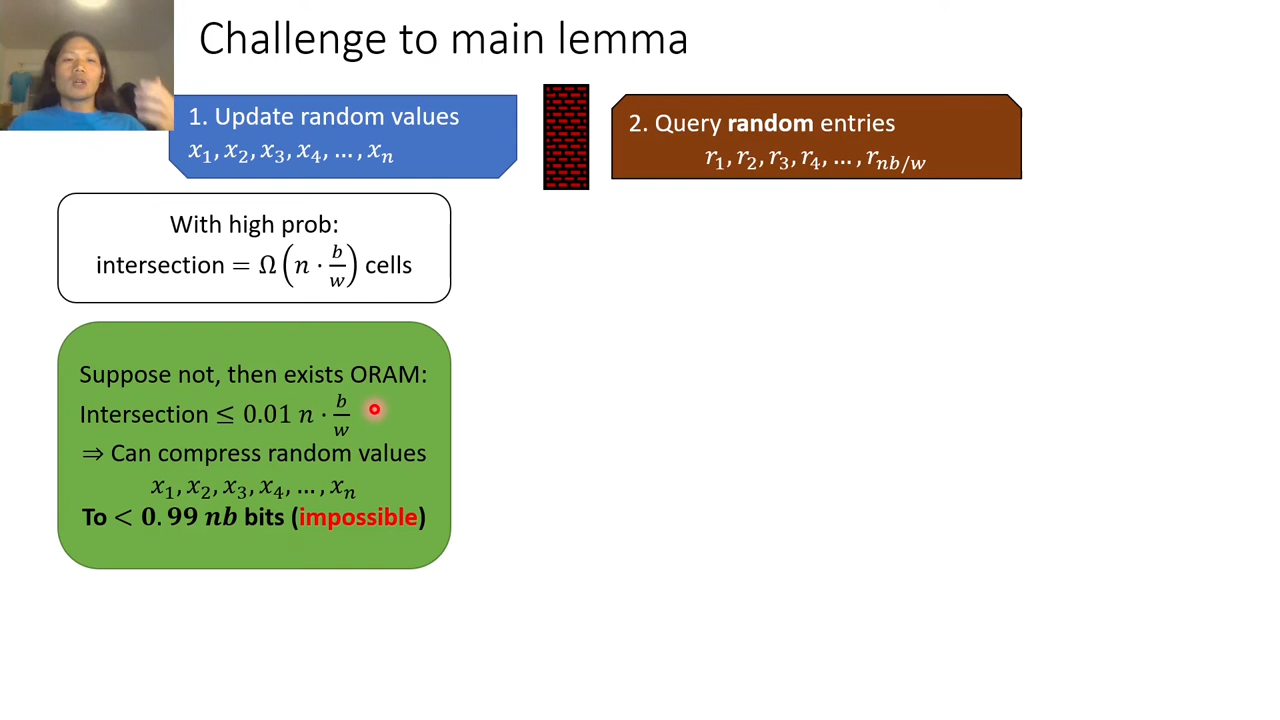 Challenge to main lemma
1. Update random values
x₁, x₂, x₃, x₄, …, xₙ
2. Query random entries
r₁, r₂, r₃, r₄, …, r_{nb/w}
With high prob:
intersection = Ω(n · b/w) cells
Suppose not, then exists ORAM:
Intersection ≤ 0.01 n · b/w
⇒ Can compress random values
x₁, x₂, x₃, x₄, …, xₙ
To < 0.99 nb bits (impossible)